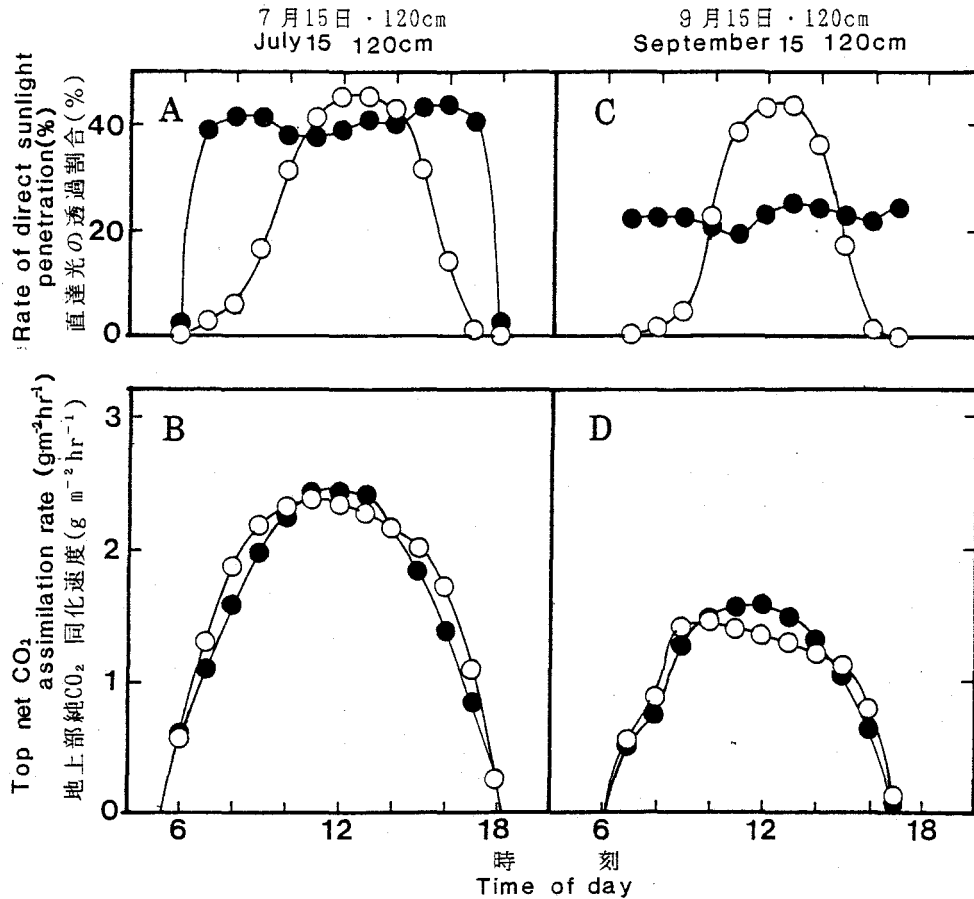 7月15日・120cm
July 15 120cm
9月15日・120cm
September 15 120cm
Rate of direct sunlight
penetration(%)
直達光の透過割合(%)
40
20
0
A
C
Top net CO₂
assimilation rate (g·m⁻²hr⁻¹)
地上部純CO₂ 同化速度(g m⁻²hr⁻¹)
3
2
1
0
B
D
6 12 18 6 12 18
時 刻
Time of day